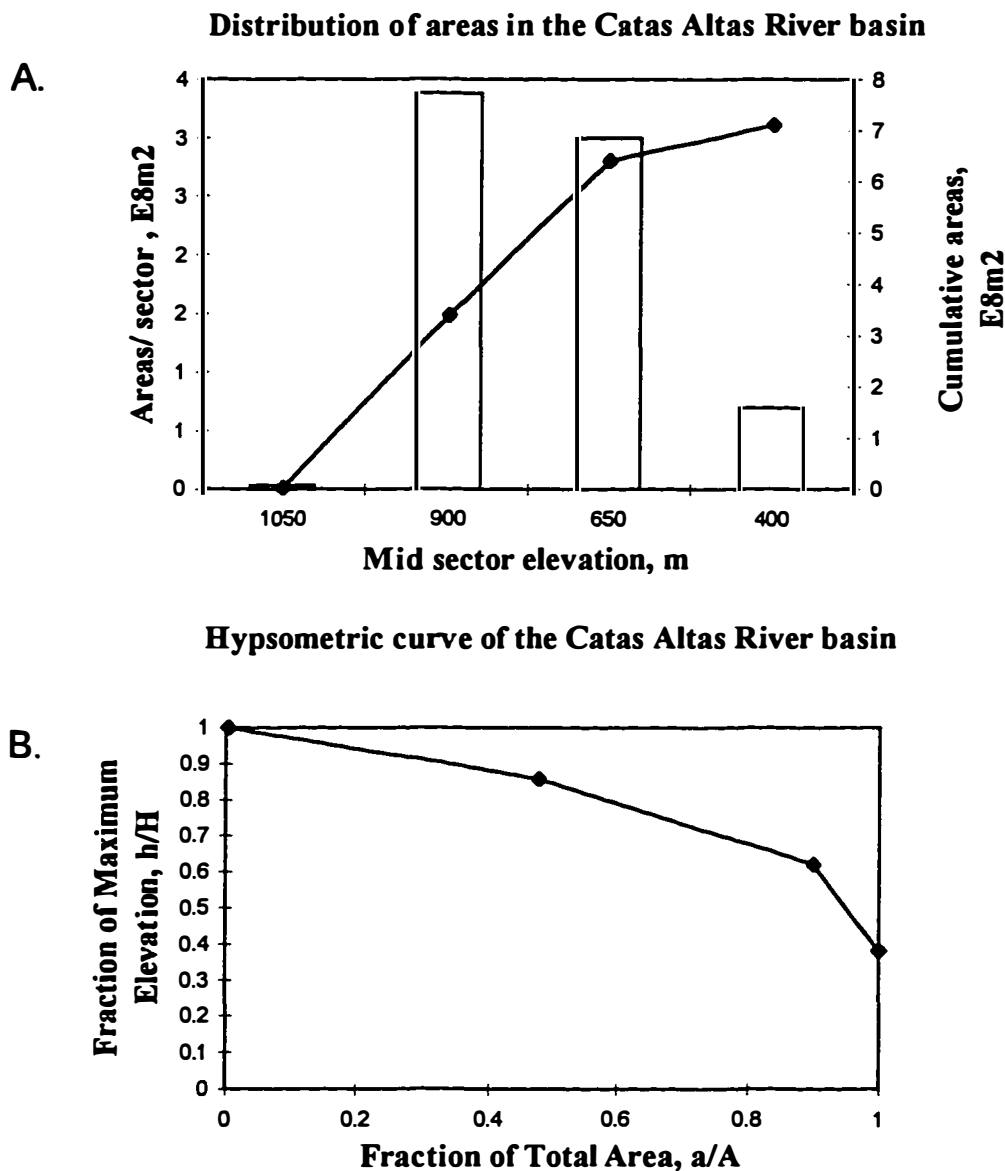 Distribution of areas in the Catas Altas River basin
A.
4
3
3
2
2
1
1
0
Areas/ sector , E8m2
8
7
6
5
4
3
2
1
0
Cumulative areas,
E8m2
1050 900 650 400
Mid sector elevation, m
Hypsometric curve of the Catas Altas River basin
B.
1
0.9
0.8
0.7
0.6
0.5
0.4
0.3
0.2
0.1
0
Fraction of Maximum
Elevation, h/H
0 0.2 0.4 0.6 0.8 1
Fraction of Total Area, a/A